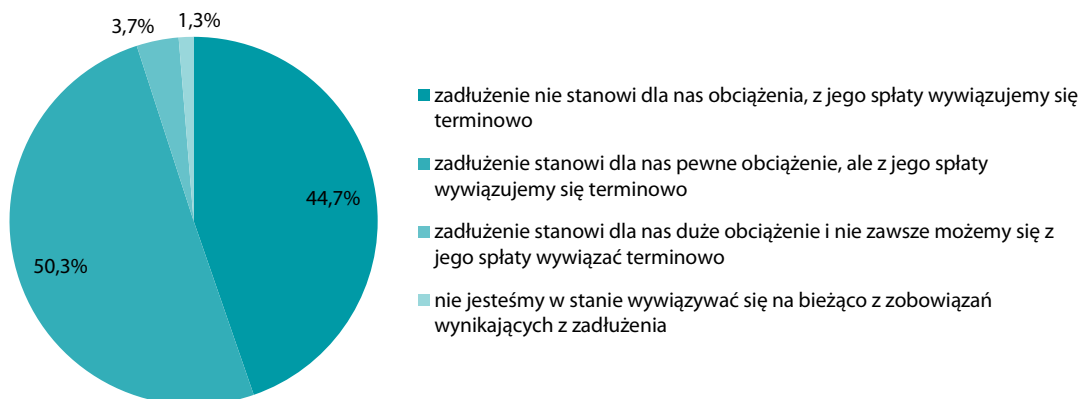 3,7%
1,3%
44,7%
50,3%
zadłużenie nie stanowi dla nas obciążenia, z jego spłaty wywiązujemy się
terminowo
zadłużenie stanowi dla nas pewne obciążenie, ale z jego spłaty
wywiązujemy się terminowo
zadłużenie stanowi dla nas duże obciążenie i nie zawsze możemy się z
jego spłaty wywiązać terminowo
nie jesteśmy w stanie wywiązywać się na bieżąco z zobowiązań
wynikających z zadłużenia